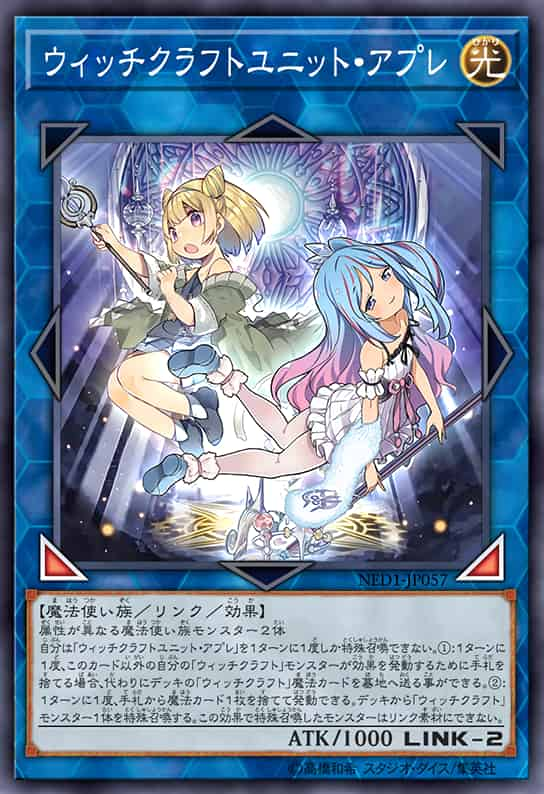 ウィッチクラフトユニット・アプレ
光
NED1-JP057
【魔法使い族／リンク／効果】
属性が異なる魔法使い族モンスター２体
自分は「ウィッチクラフトユニット・アプレ」を１ターンに１度しか特殊召喚できない。①：１ターンに
１度、このカード以外の自分の「ウィッチクラフト」モンスターが効果を発動するために手札を
捨てる場合、代わりにデッキの「ウィッチクラフト」魔法カードを墓地へ送る事ができる。②：
１ターンに１度、手札から魔法カード１枚を捨てて発動できる。デッキから「ウィッチクラフト」
モンスター１体を特殊召喚する。この効果で特殊召喚したモンスターはリンク素材にできない。
ATK/1000 LINK-2
©高橋和希 スタジオ・ダイス/集英社